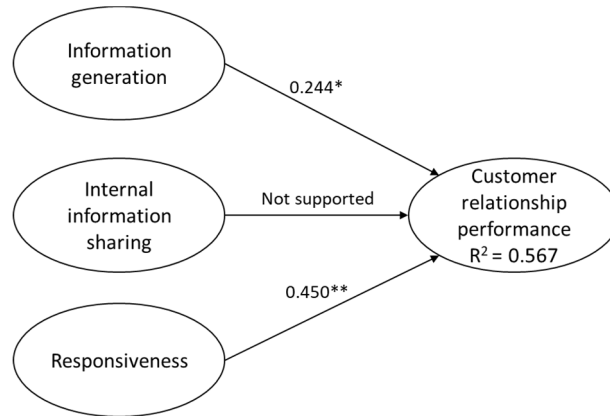 Information
generation
0.244*
Internal
information
sharing
Not supported
Customer
relationship
performance
R² = 0.567
0.450**
Responsiveness